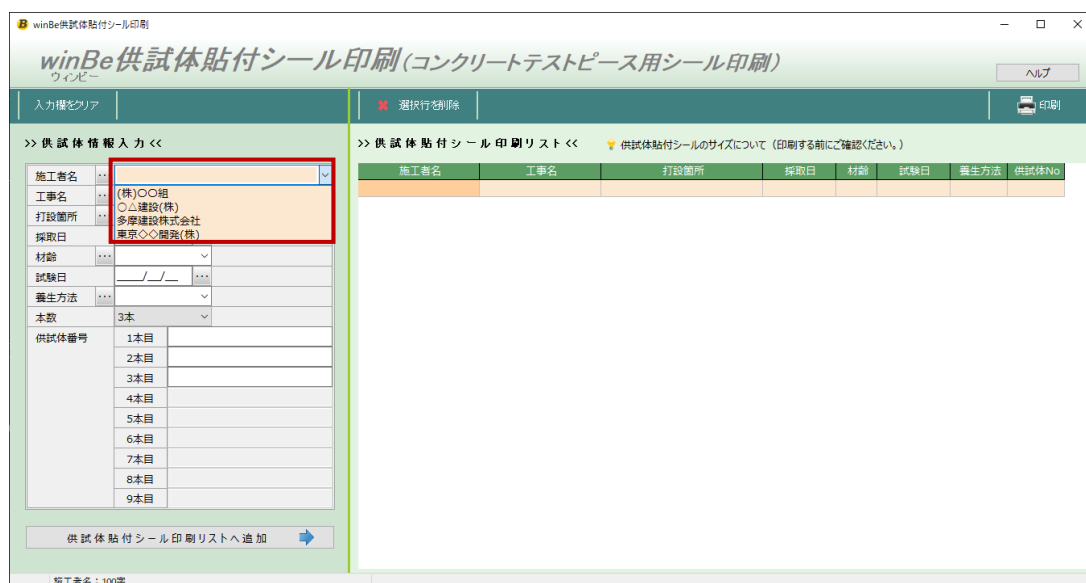 winBe供試体貼付シール印刷
winBe供試体貼付シール印刷(コンクリートテストピース用シール印刷)
ウィンビー
ヘルプ
入力欄をクリア
選択行を削除
印刷
>> 供試体情報入力 <<
施工者名 ...
(株)〇〇組
〇△建設(株)
多摩建設株式会社
東京◇◇開発(株)
工事名 ...
打設箇所 ...
採取日
材齢 ...
試験日 ____/__/__ ...
養生方法 ...
本数 3本
供試体番号 1本目
2本目
3本目
4本目
5本目
6本目
7本目
8本目
9本目
供試体貼付シール印刷リストへ追加
>> 供試体貼付シール印刷リスト <<
供試体貼付シールのサイズについて（印刷する前にご確認ください。）
施工者名 工事名 打設箇所 採取日 材齢 試験日 養生方法 供試体No
施工者名：100字